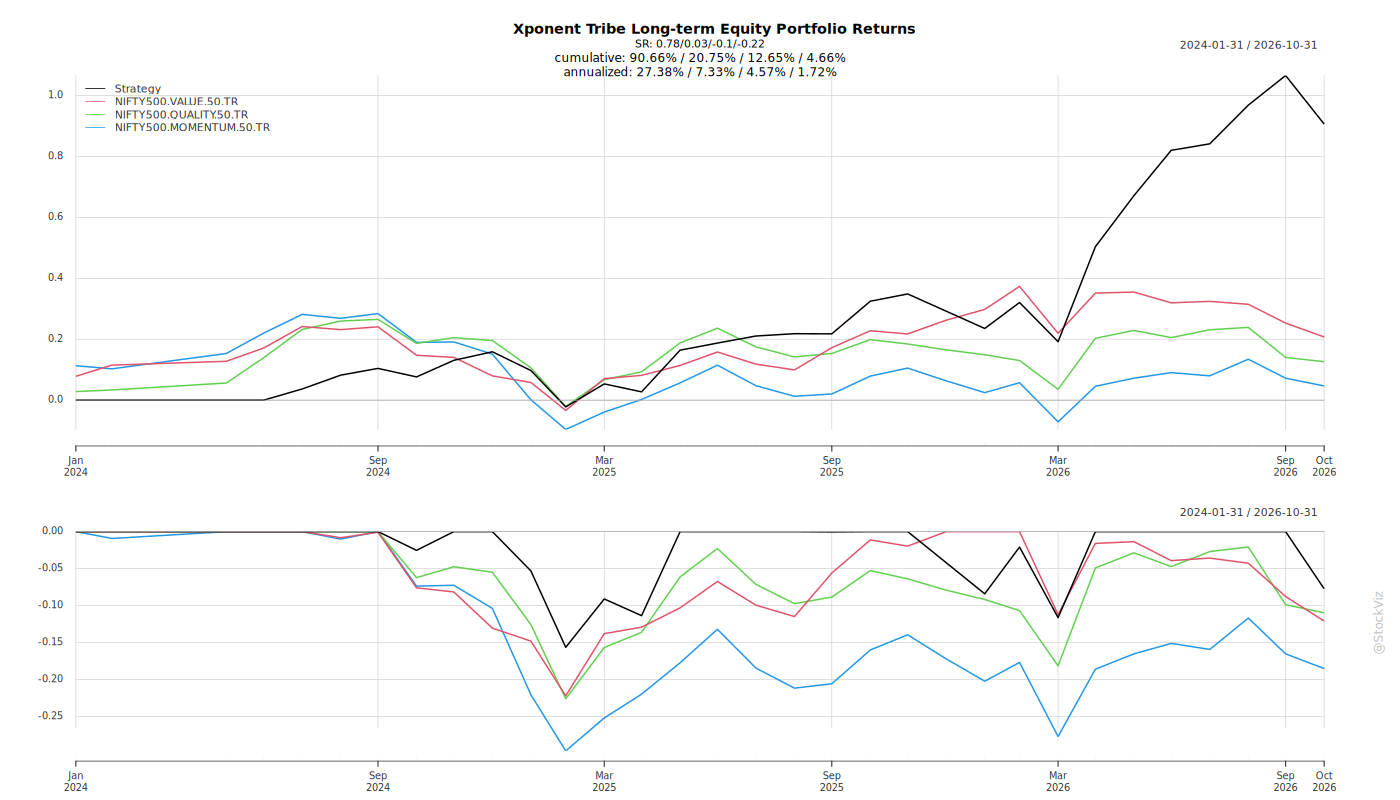 Xponent Tribe Long-term Equity Portfolio Returns
SR: 0.78/0.03/-0.1/-0.22
cumulative: 90.66% / 20.75% / 12.65% / 4.66%
annualized: 27.38% / 7.33% / 4.57% / 1.72%
2024-01-31 / 2026-10-31
Strategy
NIFTY500.VALUE.50.TR
NIFTY500.QUALITY.50.TR
NIFTY500.MOMENTUM.50.TR
1.0
0.8
0.6
0.4
0.2
0.0
Jan Sep Mar Sep Mar Sep Oct
2024 2024 2025 2025 2026 2026 2026
2024-01-31 / 2026-10-31
0.00
-0.05
-0.10
-0.15
-0.20
-0.25
Jan Sep Mar Sep Mar Sep Oct
2024 2024 2025 2025 2026 2026 2026
@StockViz